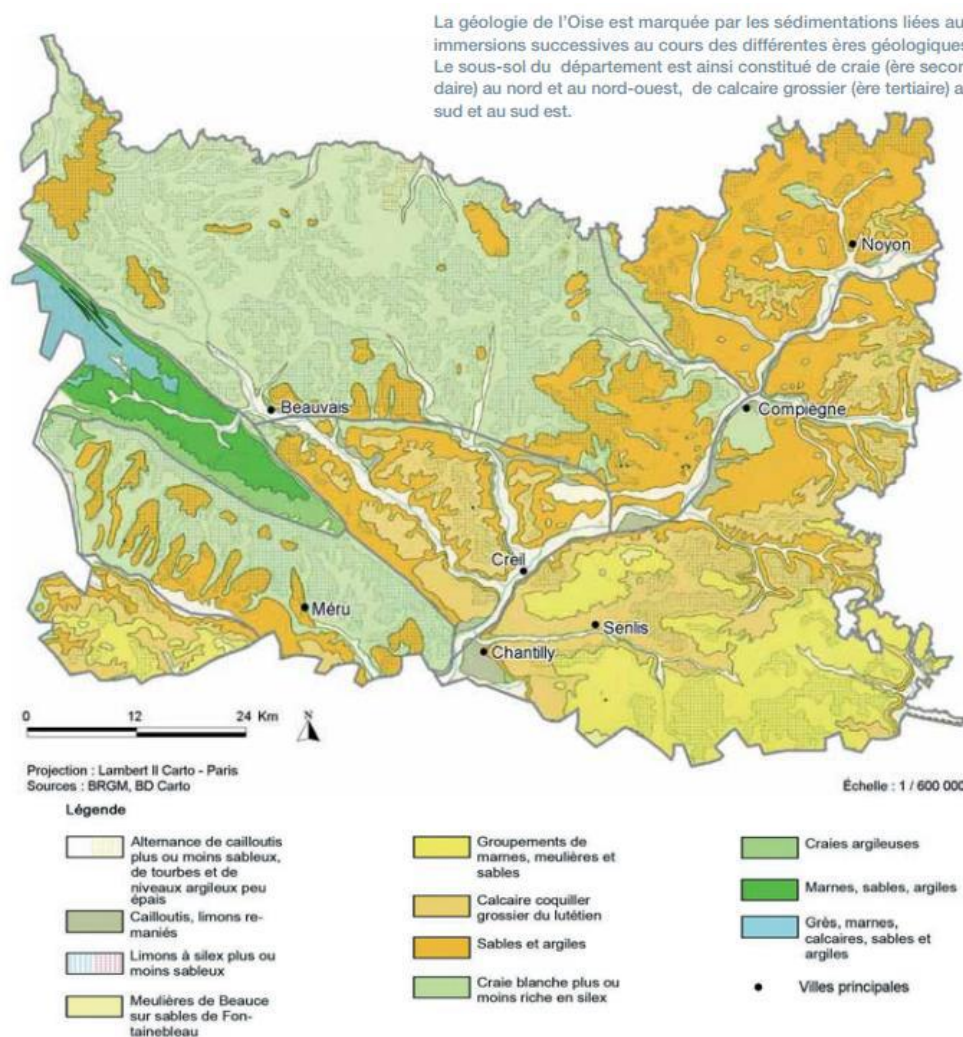 La géologie de l'Oise est marquée par les sédimentations liées au
immersions successives au cours des différentes ères géologiques
Le sous-sol du département est ainsi constitué de craie (ère secon-
daire) au nord et au nord-ouest, de calcaire grossier (ère tertiaire) a
sud et au sud est.
Noyon
Beauvais
Compiègne
Creil
Méru
Senlis
Chantilly
0 12 24 Km
N
Projection : Lambert II Carto - Paris
Sources : BRGM, BD Carto
Échelle : 1 / 600 000
Légende
Alternance de cailloutis
plus ou moins sableux,
de tourbes et de
niveaux argileux peu
épais
Cailloutis, limons re-
maniés
Limons à silex plus ou
moins sableux
Meulières de Beauce
sur sables de Fon-
tainebleau
Groupements de
marnes, meulières et
sables
Calcaire coquiller
grossier du lutétien
Sables et argiles
Craie blanche plus ou
moins riche en silex
Craies argileuses
Marnes, sables, argiles
Grès, marnes,
calcaires, sables et
argiles
Villes principales